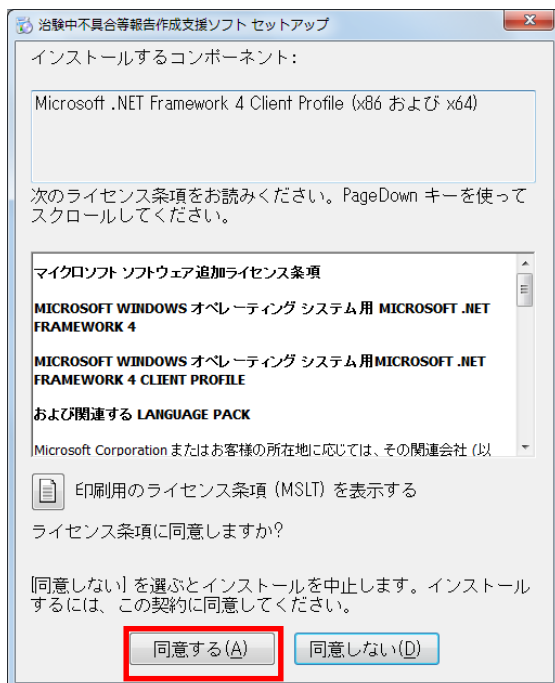 治験中不具合等報告作成支援ソフト セットアップ
インストールするコンポーネント:
Microsoft .NET Framework 4 Client Profile (x86 および x64)
次のライセンス条項をお読みください。PageDown キーを使って
スクロールしてください。
マイクロソフト ソフトウェア追加ライセンス条項
MICROSOFT WINDOWS オペレーティング システム用 MICROSOFT .NET
FRAMEWORK 4
MICROSOFT WINDOWS オペレーティング システム用MICROSOFT .NET
FRAMEWORK 4 CLIENT PROFILE
および関連する LANGUAGE PACK
Microsoft Corporation またはお客様の所在地に応じては、その関連会社 (以
印刷用のライセンス条項 (MSLT) を表示する
ライセンス条項に同意しますか?
[同意しない] を選ぶとインストールを中止します。インストール
するには、この契約に同意してください。
同意する(A) 同意しない(D)